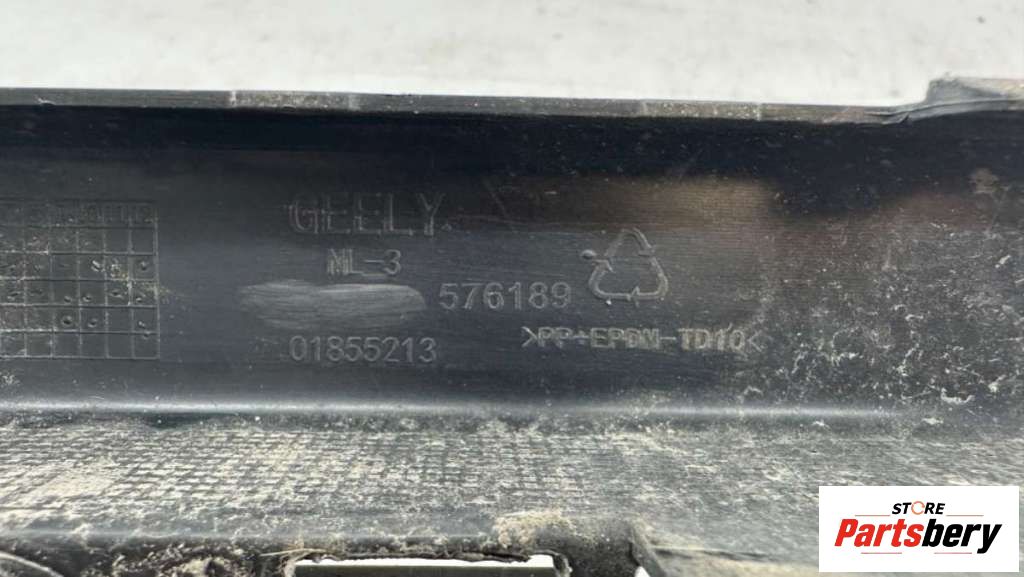 GEELY
ML-3
576189
01855213
>PP+EPDM-TD10<
STORE
Partsbery